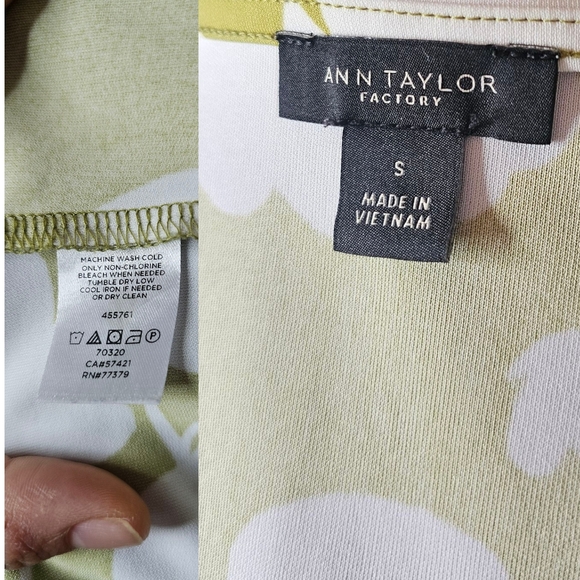 MACHINE WASH COLD
ONLY NON-CHLORINE
BLEACH WHEN NEEDED
TUMBLE DRY LOW
COOL IRON IF NEEDED
OR DRY CLEAN
455761
P
70320
CA#57421
RN#77379
ANN TAYLOR
FACTORY
S
MADE IN
VIETNAM